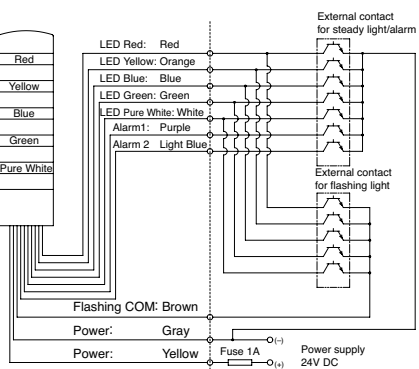 External contact
for steady light/alarm
LED Red: Red
LED Yellow: Orange
LED Blue: Blue
LED Green: Green
LED Pure White: White
Alarm1: Purple
Alarm 2 Light Blue
Red
Yellow
Blue
Green
Pure White
External contact
for flashing light
Flashing COM: Brown
Power: Gray
Power: Yellow
Fuse 1A
(−)
(+)
Power supply
24V DC